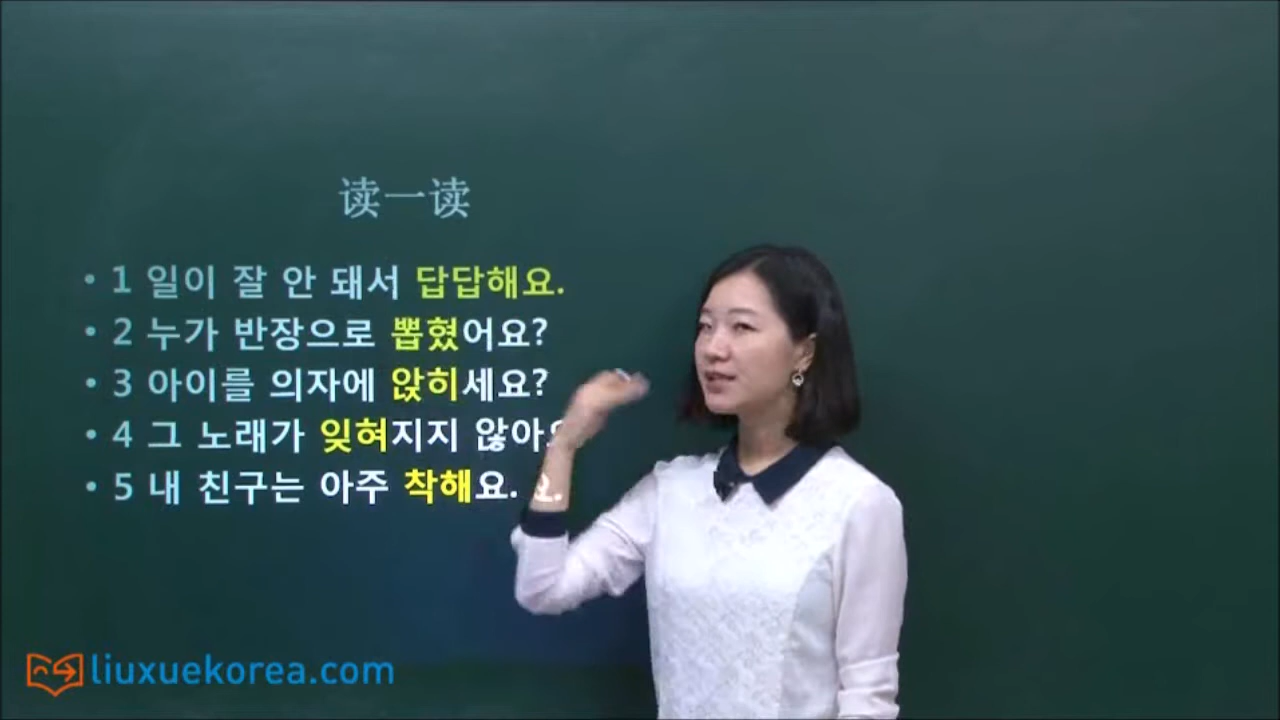 读一读
• 1 일이 잘 안 돼서 답답해요.
• 2 누가 반장으로 뽑혔어요?
• 3 아이를 의자에 앉히세요?
• 4 그 노래가 잊혀지지 않아요.
• 5 내 친구는 아주 착해요.
liuxuekorea.com